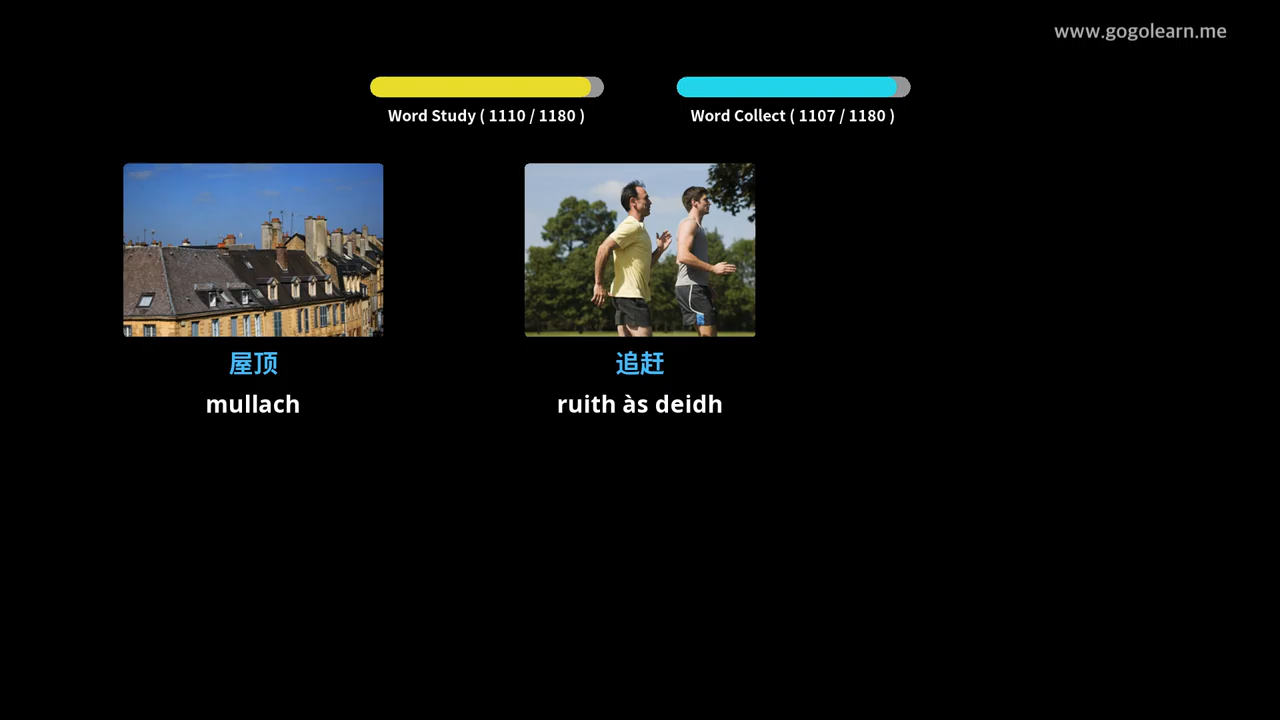 www.gogolearn.me
Word Study ( 1110 / 1180 )
Word Collect ( 1107 / 1180 )
屋顶
追赶
mullach
ruith às deidh